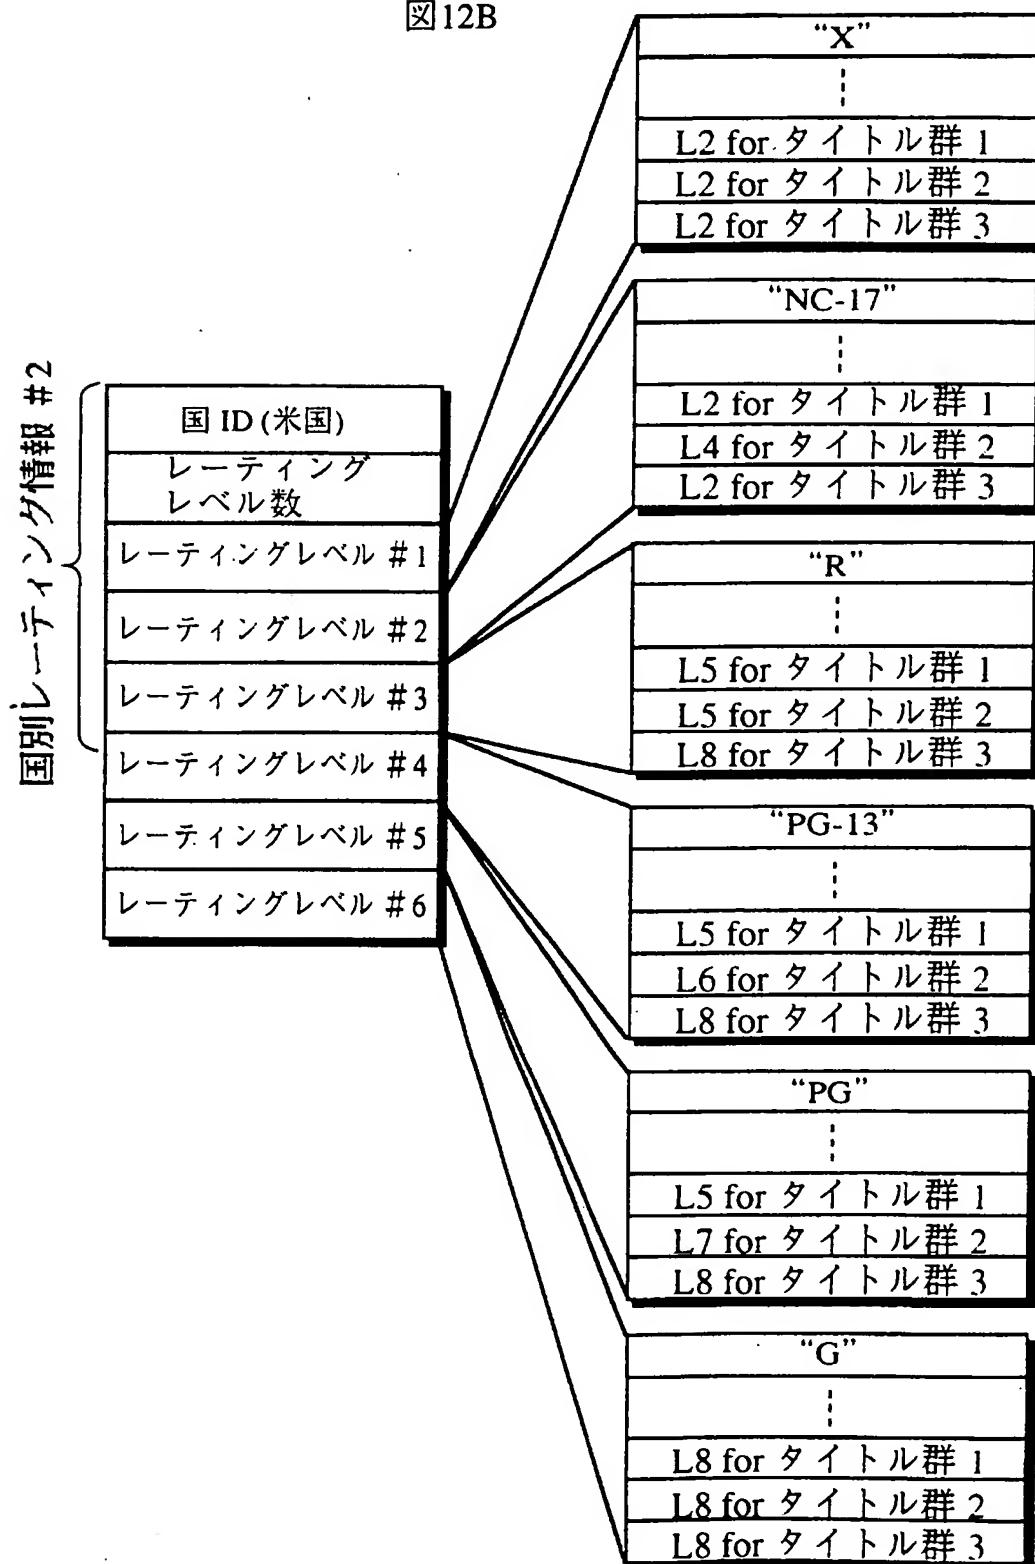 図12B
国別レーティング情報 #2
国 ID (米国)
レーティング
レベル数
レーティングレベル #1
レーティングレベル #2
レーティングレベル #3
レーティングレベル #4
レーティングレベル #5
レーティングレベル #6
“X”
L2 for タイトル群 1
L2 for タイトル群 2
L2 for タイトル群 3
“NC-17”
L2 for タイトル群 1
L4 for タイトル群 2
L2 for タイトル群 3
“R”
L5 for タイトル群 1
L5 for タイトル群 2
L8 for タイトル群 3
“PG-13”
L5 for タイトル群 1
L6 for タイトル群 2
L8 for タイトル群 3
“PG”
L5 for タイトル群 1
L7 for タイトル群 2
L8 for タイトル群 3
“G”
L8 for タイトル群 1
L8 for タイトル群 2
L8 for タイトル群 3